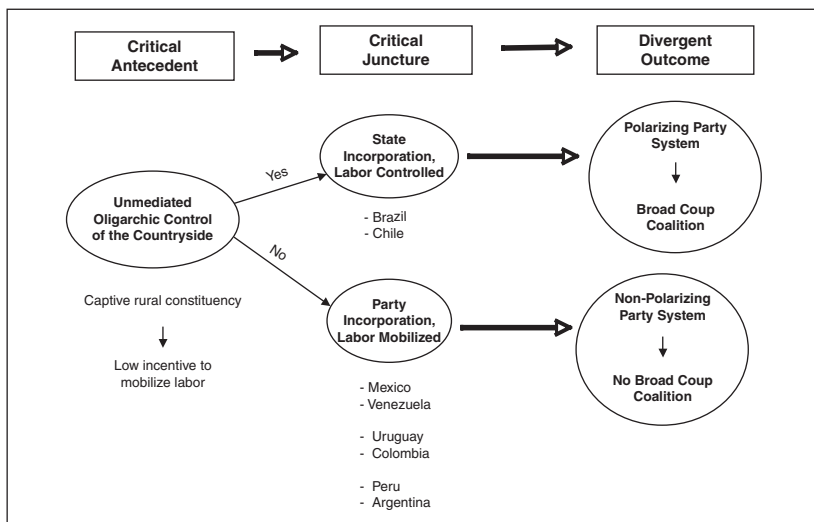 Critical
Antecedent
Critical
Juncture
Divergent
Outcome
Unmediated
Oligarchic Control
of the Countryside
Captive rural constituency
Low incentive to
mobilize labor
Yes
No
State
Incorporation,
Labor Controlled
- Brazil
- Chile
Party
Incorporation,
Labor Mobilized
- Mexico
- Venezuela
- Uruguay
- Colombia
- Peru
- Argentina
Polarizing Party
System
Broad Coup
Coalition
Non-Polarizing
Party System
No Broad Coup
Coalition